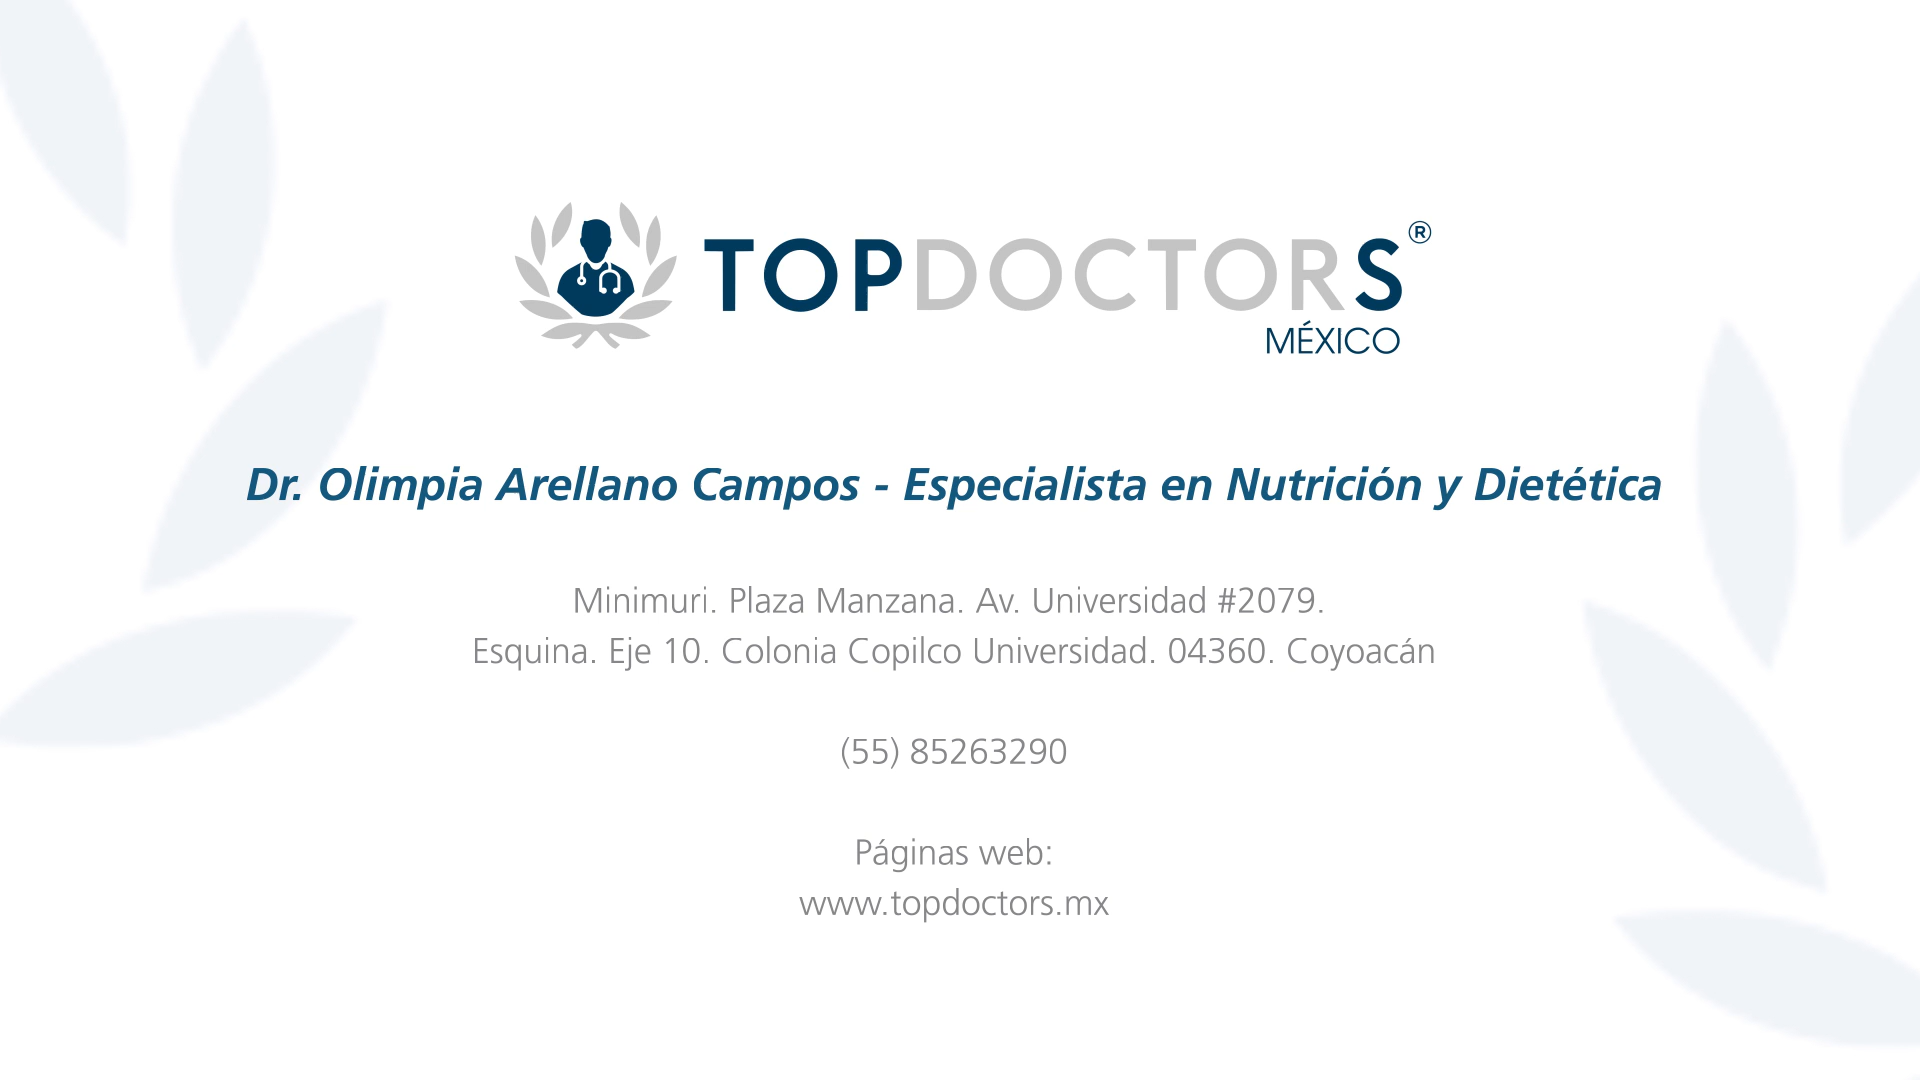 TOPDOCTORS®
MÉXICO
Dr. Olimpia Arellano Campos - Especialista en Nutrición y Dietética
Minimuri. Plaza Manzana. Av. Universidad #2079.
Esquina. Eje 10. Colonia Copilco Universidad. 04360. Coyoacán
(55) 85263290
Páginas web:
www.topdoctors.mx